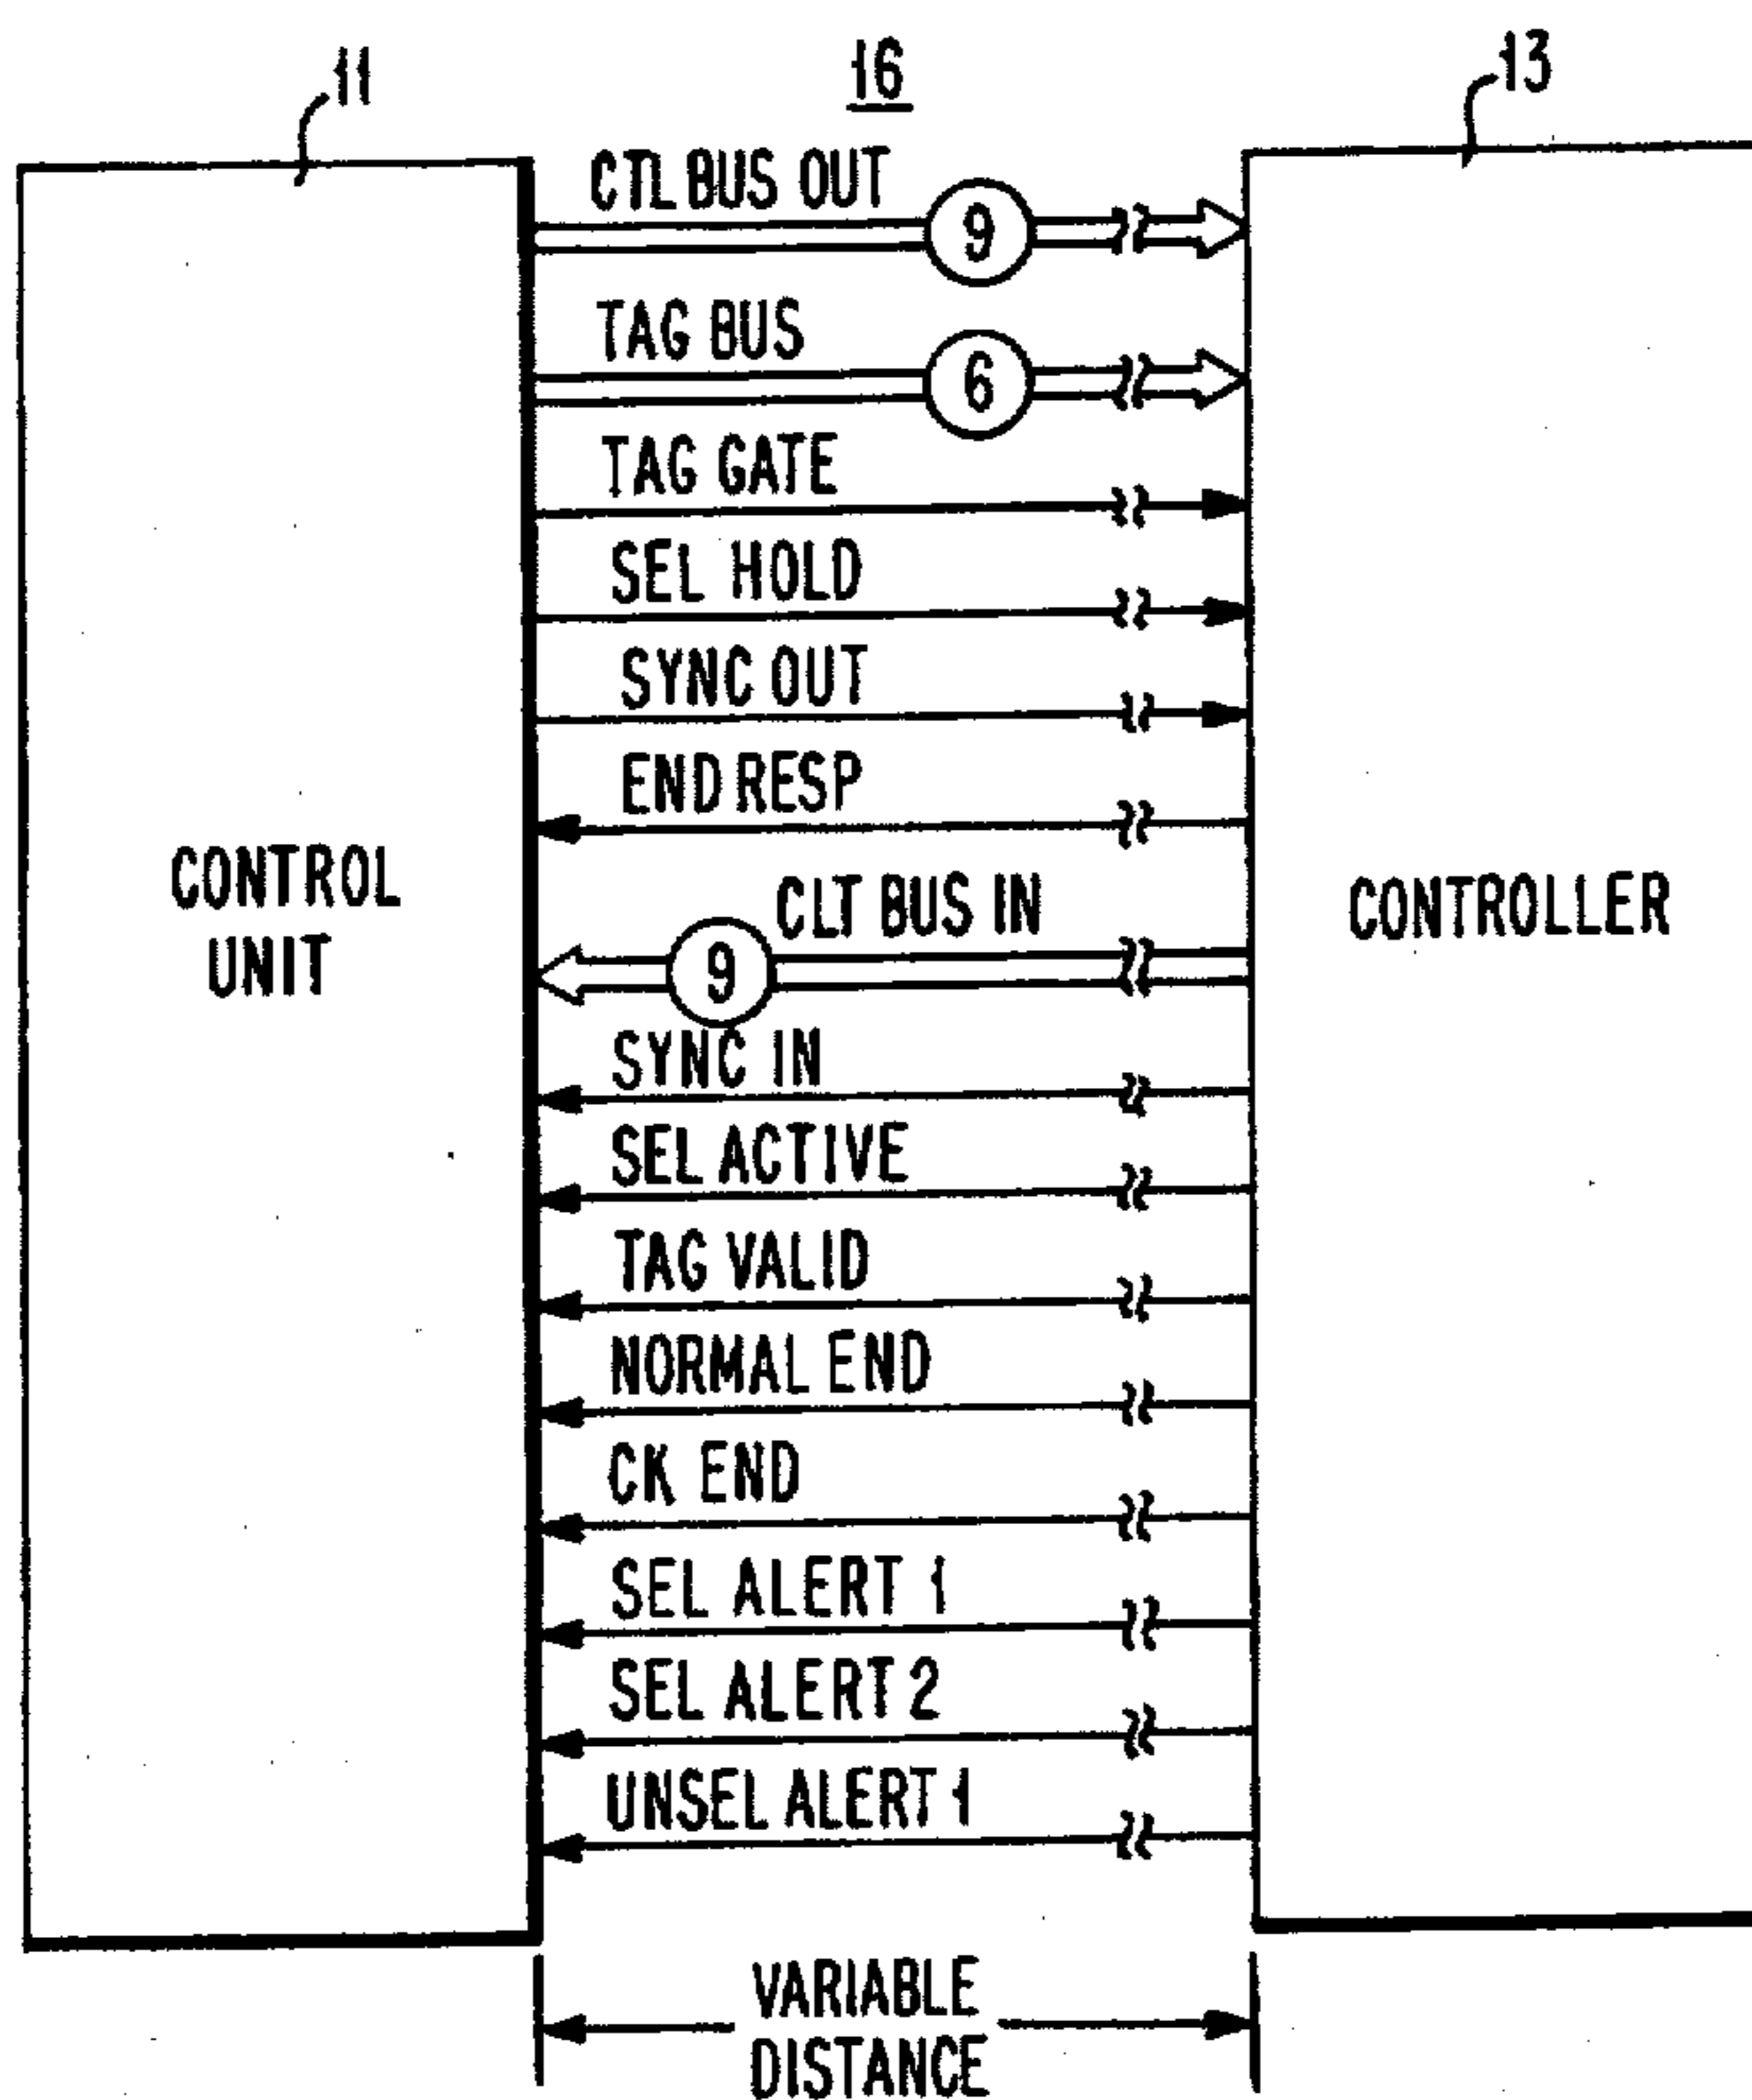 11
16
13
CTL BUS OUT
9
TAG BUS
6
TAG GATE
SEL HOLD
SYNC OUT
END RESP
CONTROL
UNIT
CLT BUS IN
9
CONTROLLER
SYNC IN
SEL ACTIVE
TAG VALID
NORMAL END
CK END
SEL ALERT 1
SEL ALERT 2
UNSEL ALERT 1
VARIABLE
DISTANCE